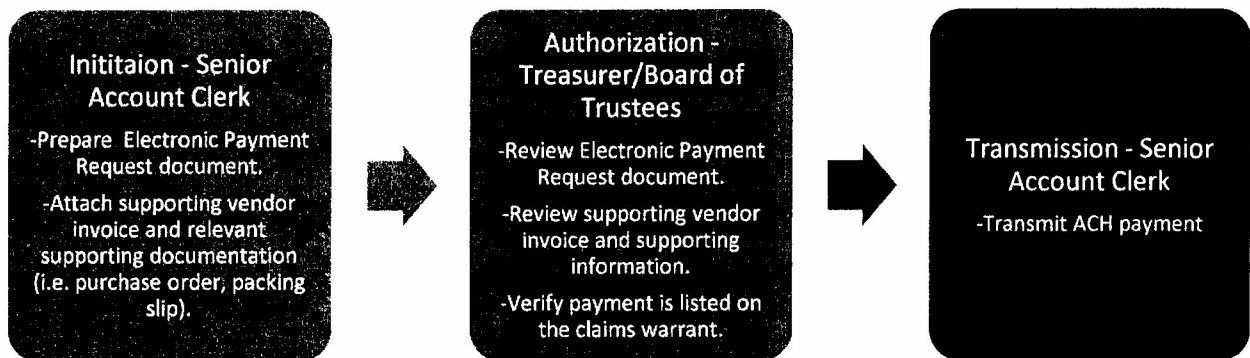 Inititaion - Senior
Account Clerk
-Prepare Electronic Payment
Request document.
-Attach supporting vendor
invoice and relevant
supporting documentation
(i.e. purchase order, packing
slip).
Authorization -
Treasurer/Board of
Trustees
-Review Electronic Payment
Request document.
-Review supporting vendor
invoice and supporting
information.
-Verify payment is listed on
the claims warrant.
Transmission - Senior
Account Clerk
-Transmit ACH payment